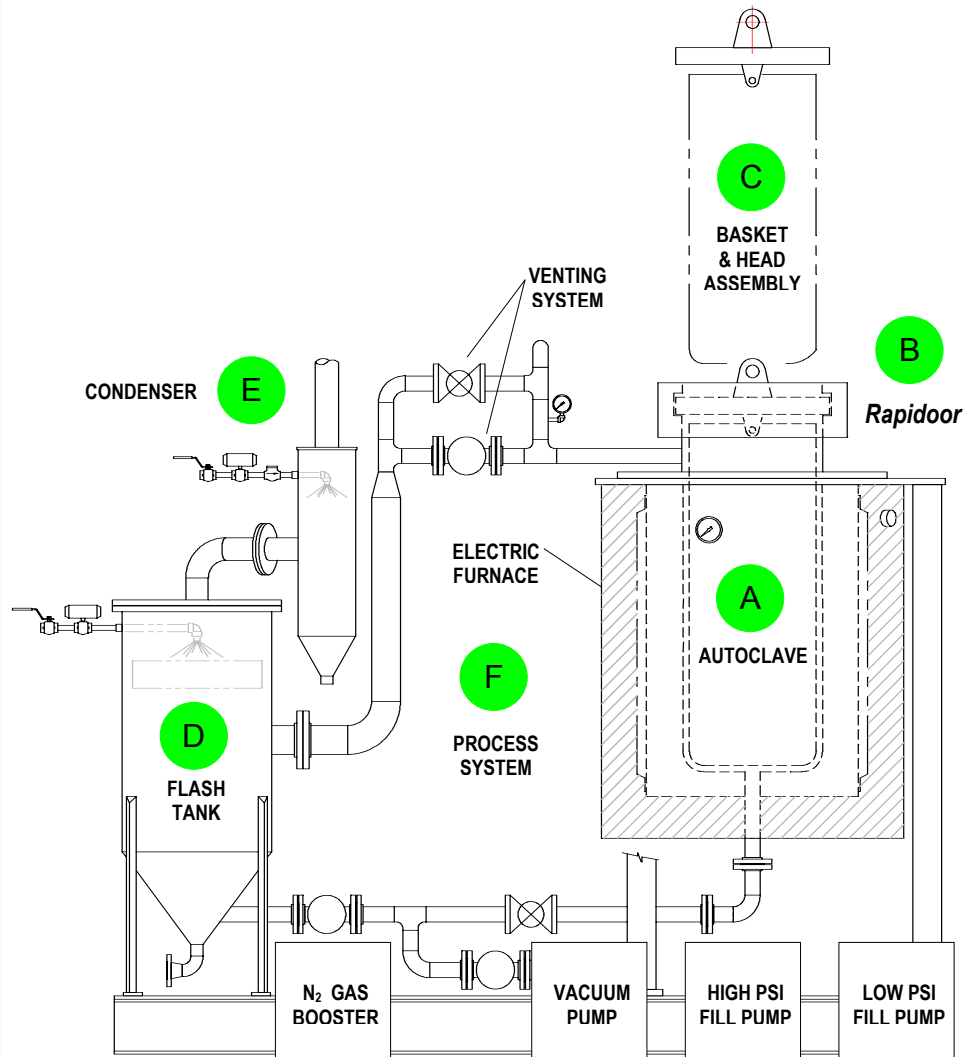 C
BASKET
& HEAD
ASSEMBLY
VENTING
SYSTEM
B
Rapidoor
CONDENSER
E
ELECTRIC
FURNACE
A
AUTOCLAVE
F
PROCESS
SYSTEM
D
FLASH
TANK
N₂ GAS
BOOSTER
VACUUM
PUMP
HIGH PSI
FILL PUMP
LOW PSI
FILL PUMP